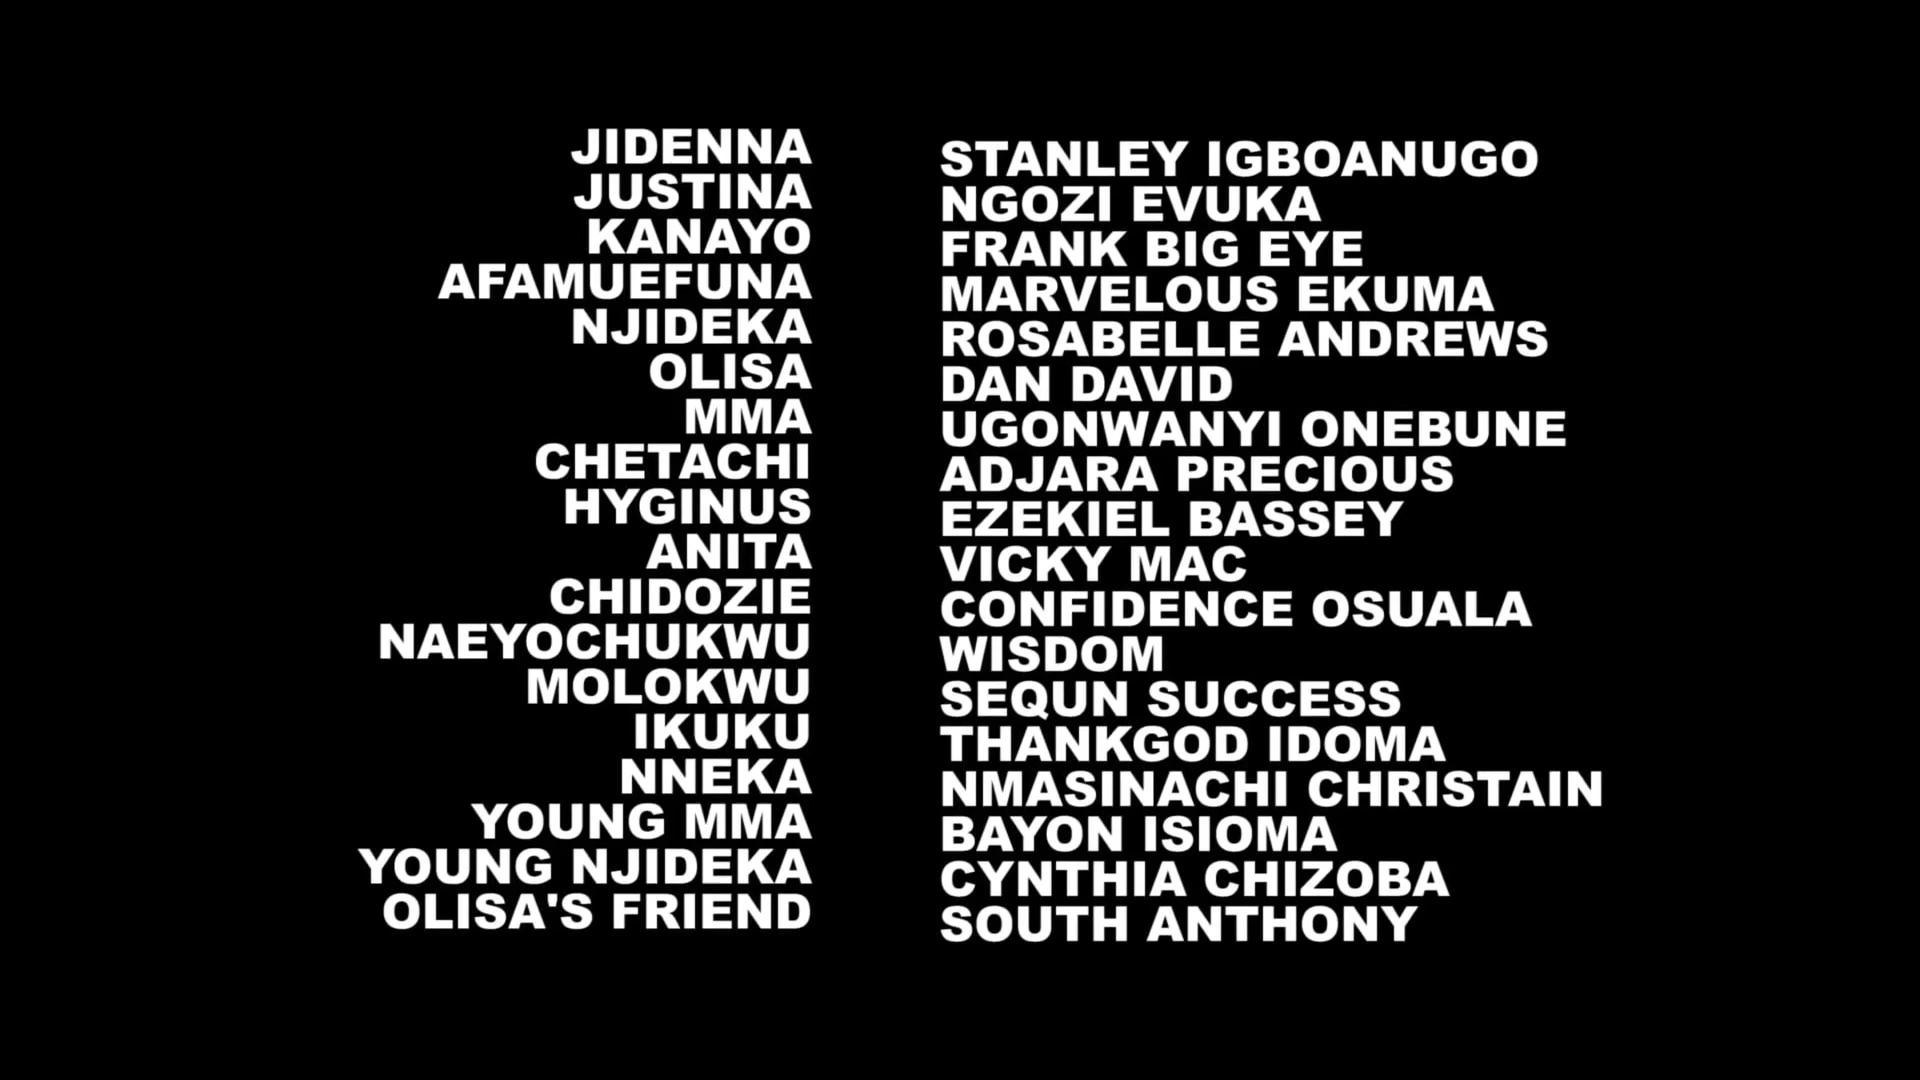 JIDENNA STANLEY IGBOANUGO
JUSTINA NGOZI EVUKA
KANAYO FRANK BIG EYE
AFAMUEFUNA MARVELOUS EKUMA
NJIDEKA ROSABELLE ANDREWS
OLISA DAN DAVID
MMA UGONWANYI ONEBUNE
CHETACHI ADJARA PRECIOUS
HYGINUS EZEKIEL BASSEY
ANITA VICKY MAC
CHIDOZIE CONFIDENCE OSUALA
NAEYOCHUKWU WISDOM
MOLOKWU SEQUN SUCCESS
IKUKU THANKGOD IDOMA
NNEKA NMASINACHI CHRISTAIN
YOUNG MMA BAYON ISIOMA
YOUNG NJIDEKA CYNTHIA CHIZOBA
OLISA'S FRIEND SOUTH ANTHONY